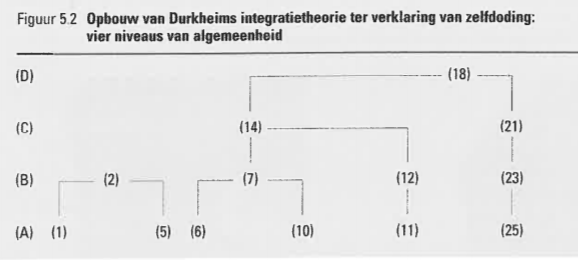 Figuur 5.2 Opbouw van Durkheims integratietheorie ter verklaring van zelfdoding:
vier niveaus van algemeenheid
(D) (18)
(C) (14) (21)
(B) (2) (7) (12) (23)
(A) (1) (5) (6) (10) (11) (25)